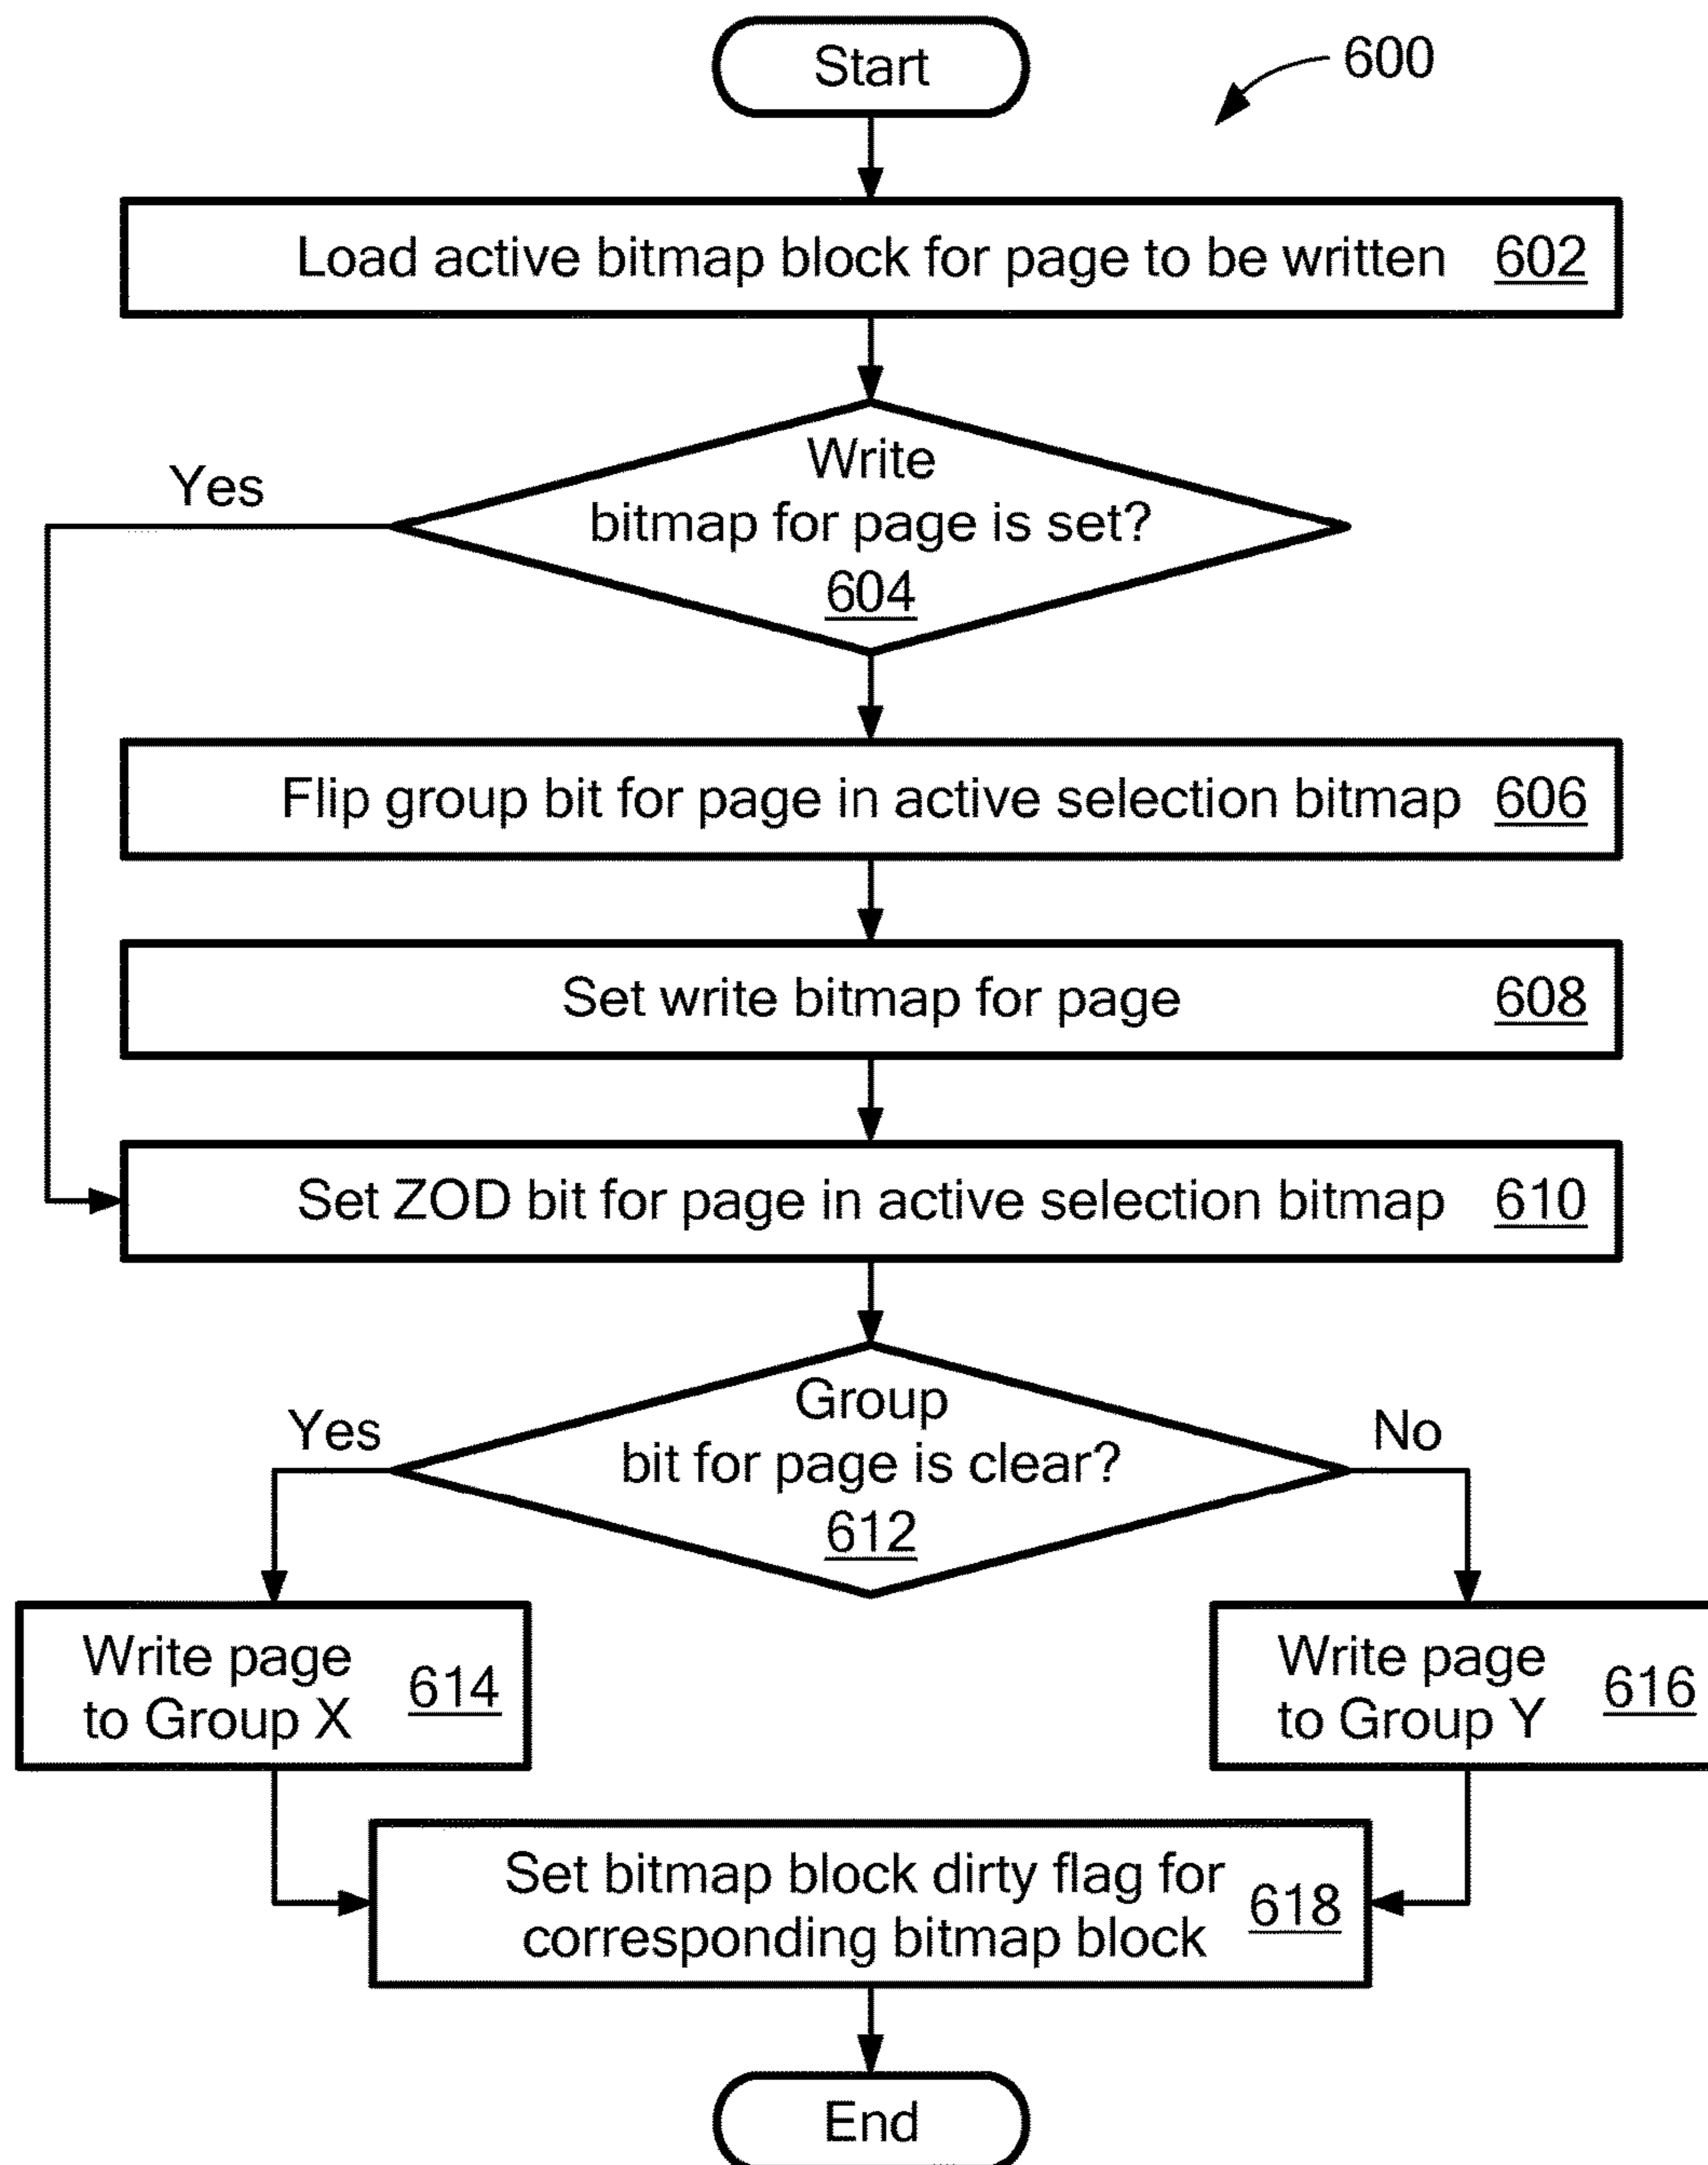 Start
600
Load active bitmap block for page to be written 602
Write
bitmap for page is set?
604
Yes
Flip group bit for page in active selection bitmap 606
Set write bitmap for page 608
Set ZOD bit for page in active selection bitmap 610
Group
bit for page is clear?
612
Yes
No
Write page
to Group X
614
Write page
to Group Y
616
Set bitmap block dirty flag for
corresponding bitmap block
618
End